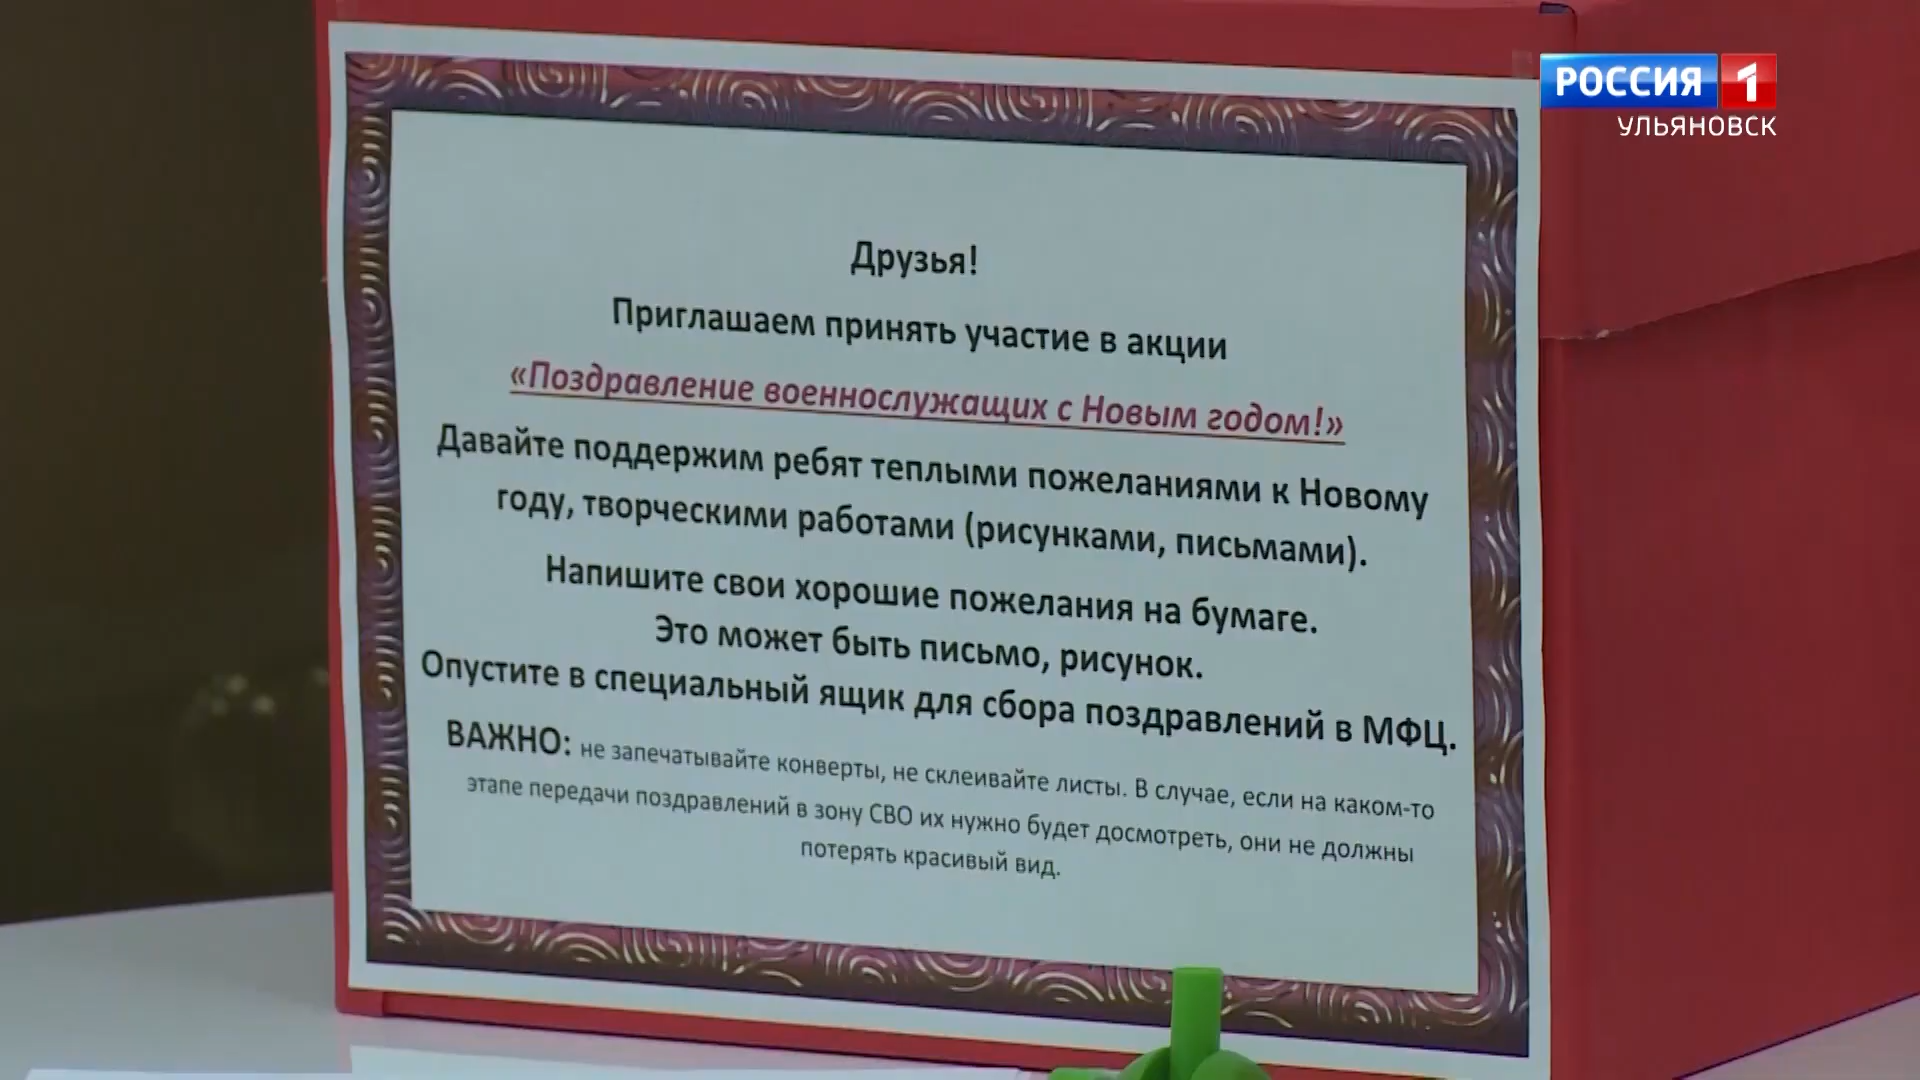 РОССИЯ 1
УЛЬЯНОВСК
Друзья!
Приглашаем принять участие в акции
«Поздравление военнослужащих с Новым годом!»
Давайте поддержим ребят теплыми пожеланиями к Новому
году, творческими работами (рисунками, письмами).
Напишите свои хорошие пожелания на бумаге.
Это может быть письмо, рисунок.
Опустите в специальный ящик для сбора поздравлений в МФЦ.
ВАЖНО: не запечатывайте конверты, не склеивайте листы. В случае, если на каком-то
этапе передачи поздравлений в зону СВО их нужно будет досмотреть, они не должны
потерять красивый вид.